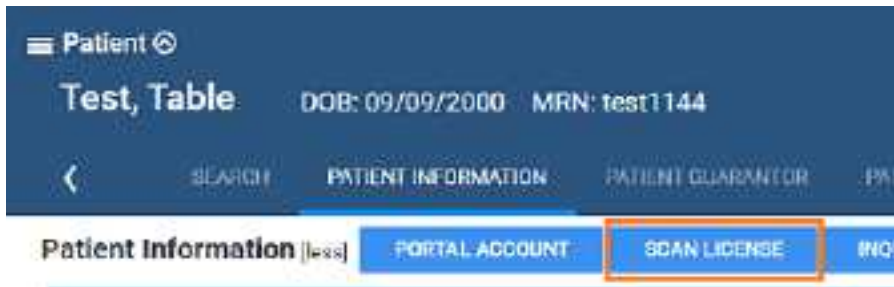 Patient
Test, Table DOB: 09/09/2000 MRN: test1144
SEARCH PATIENT INFORMATION PATIENT GUARANTOR
Patient Information [less] PORTAL ACCOUNT SCAN LICENSE